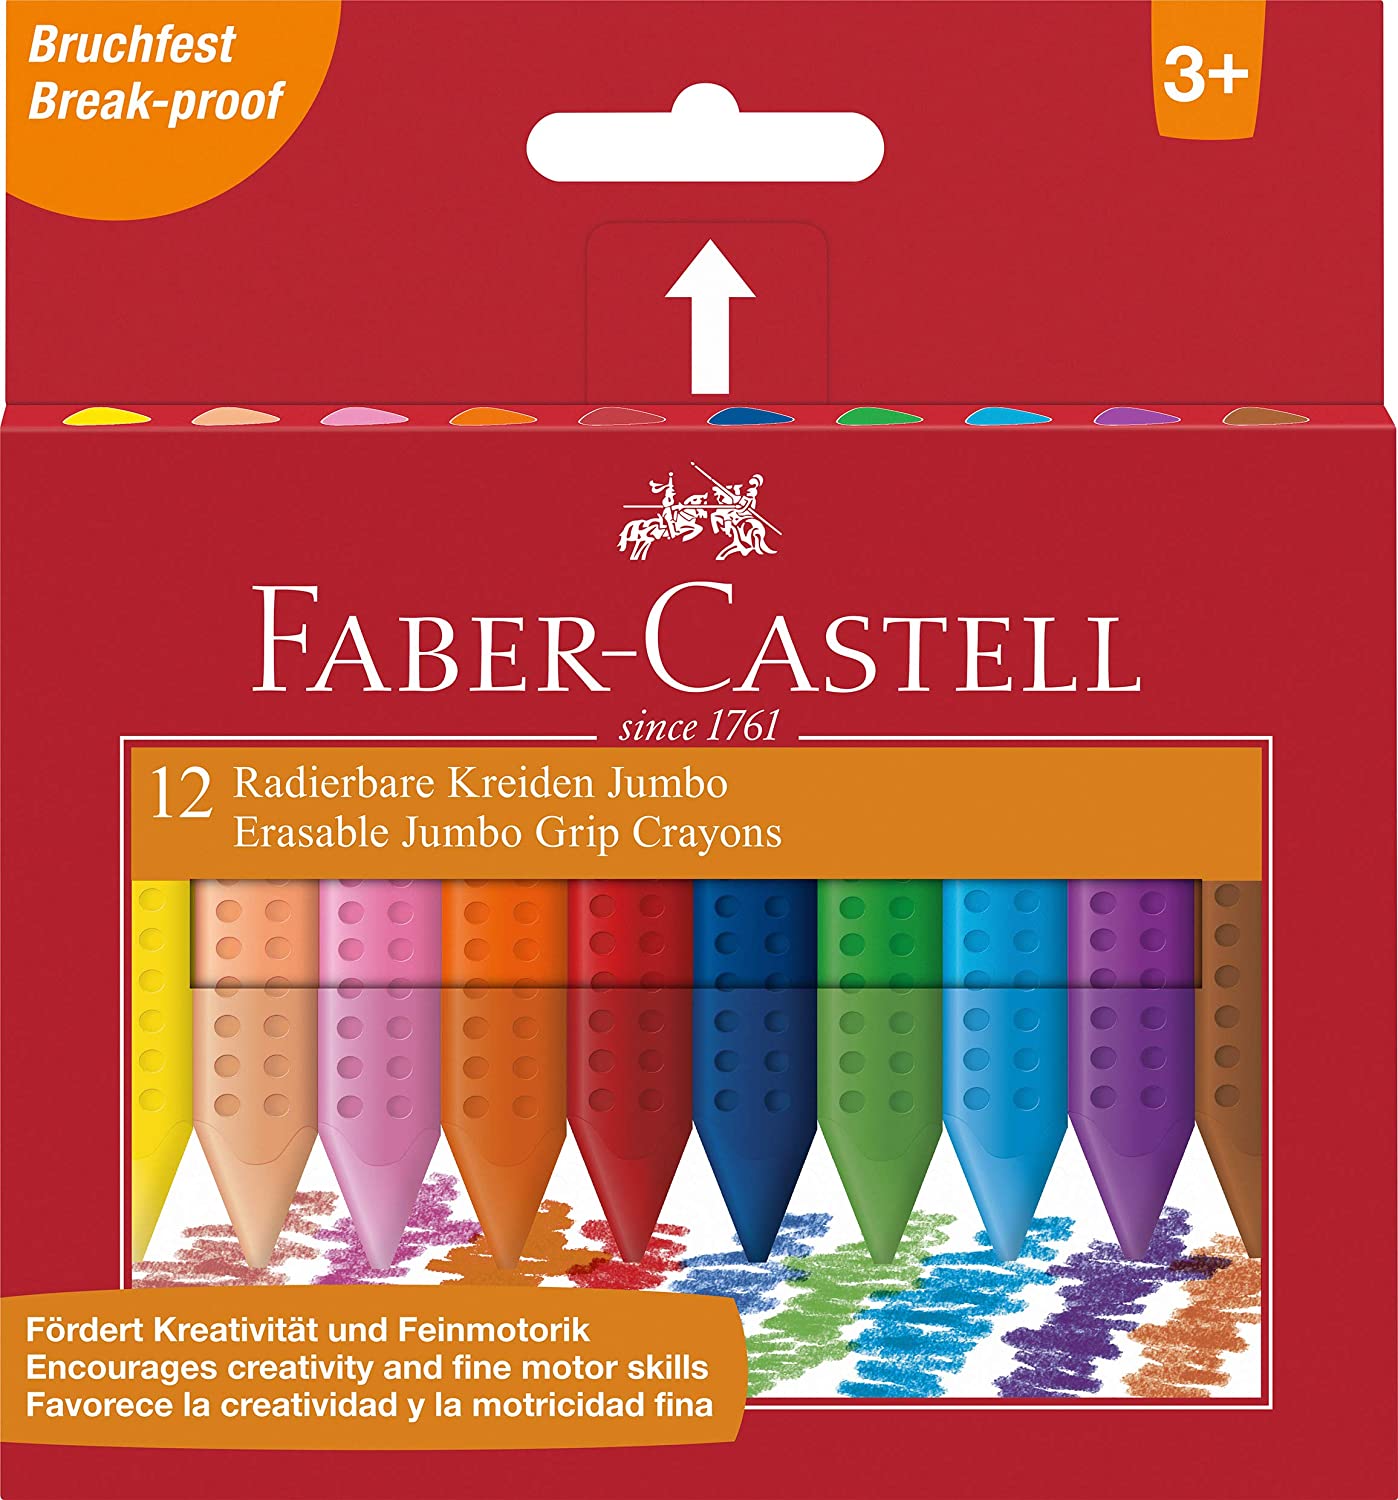 Bruchfest
Break-proof
3+
FABER-CASTELL
since 1761
12 Radierbare Kreiden Jumbo
Erasable Jumbo Grip Crayons
Fördert Kreativität und Feinmotorik
Encourages creativity and fine motor skills
Favorece la creatividad y la motricidad fina